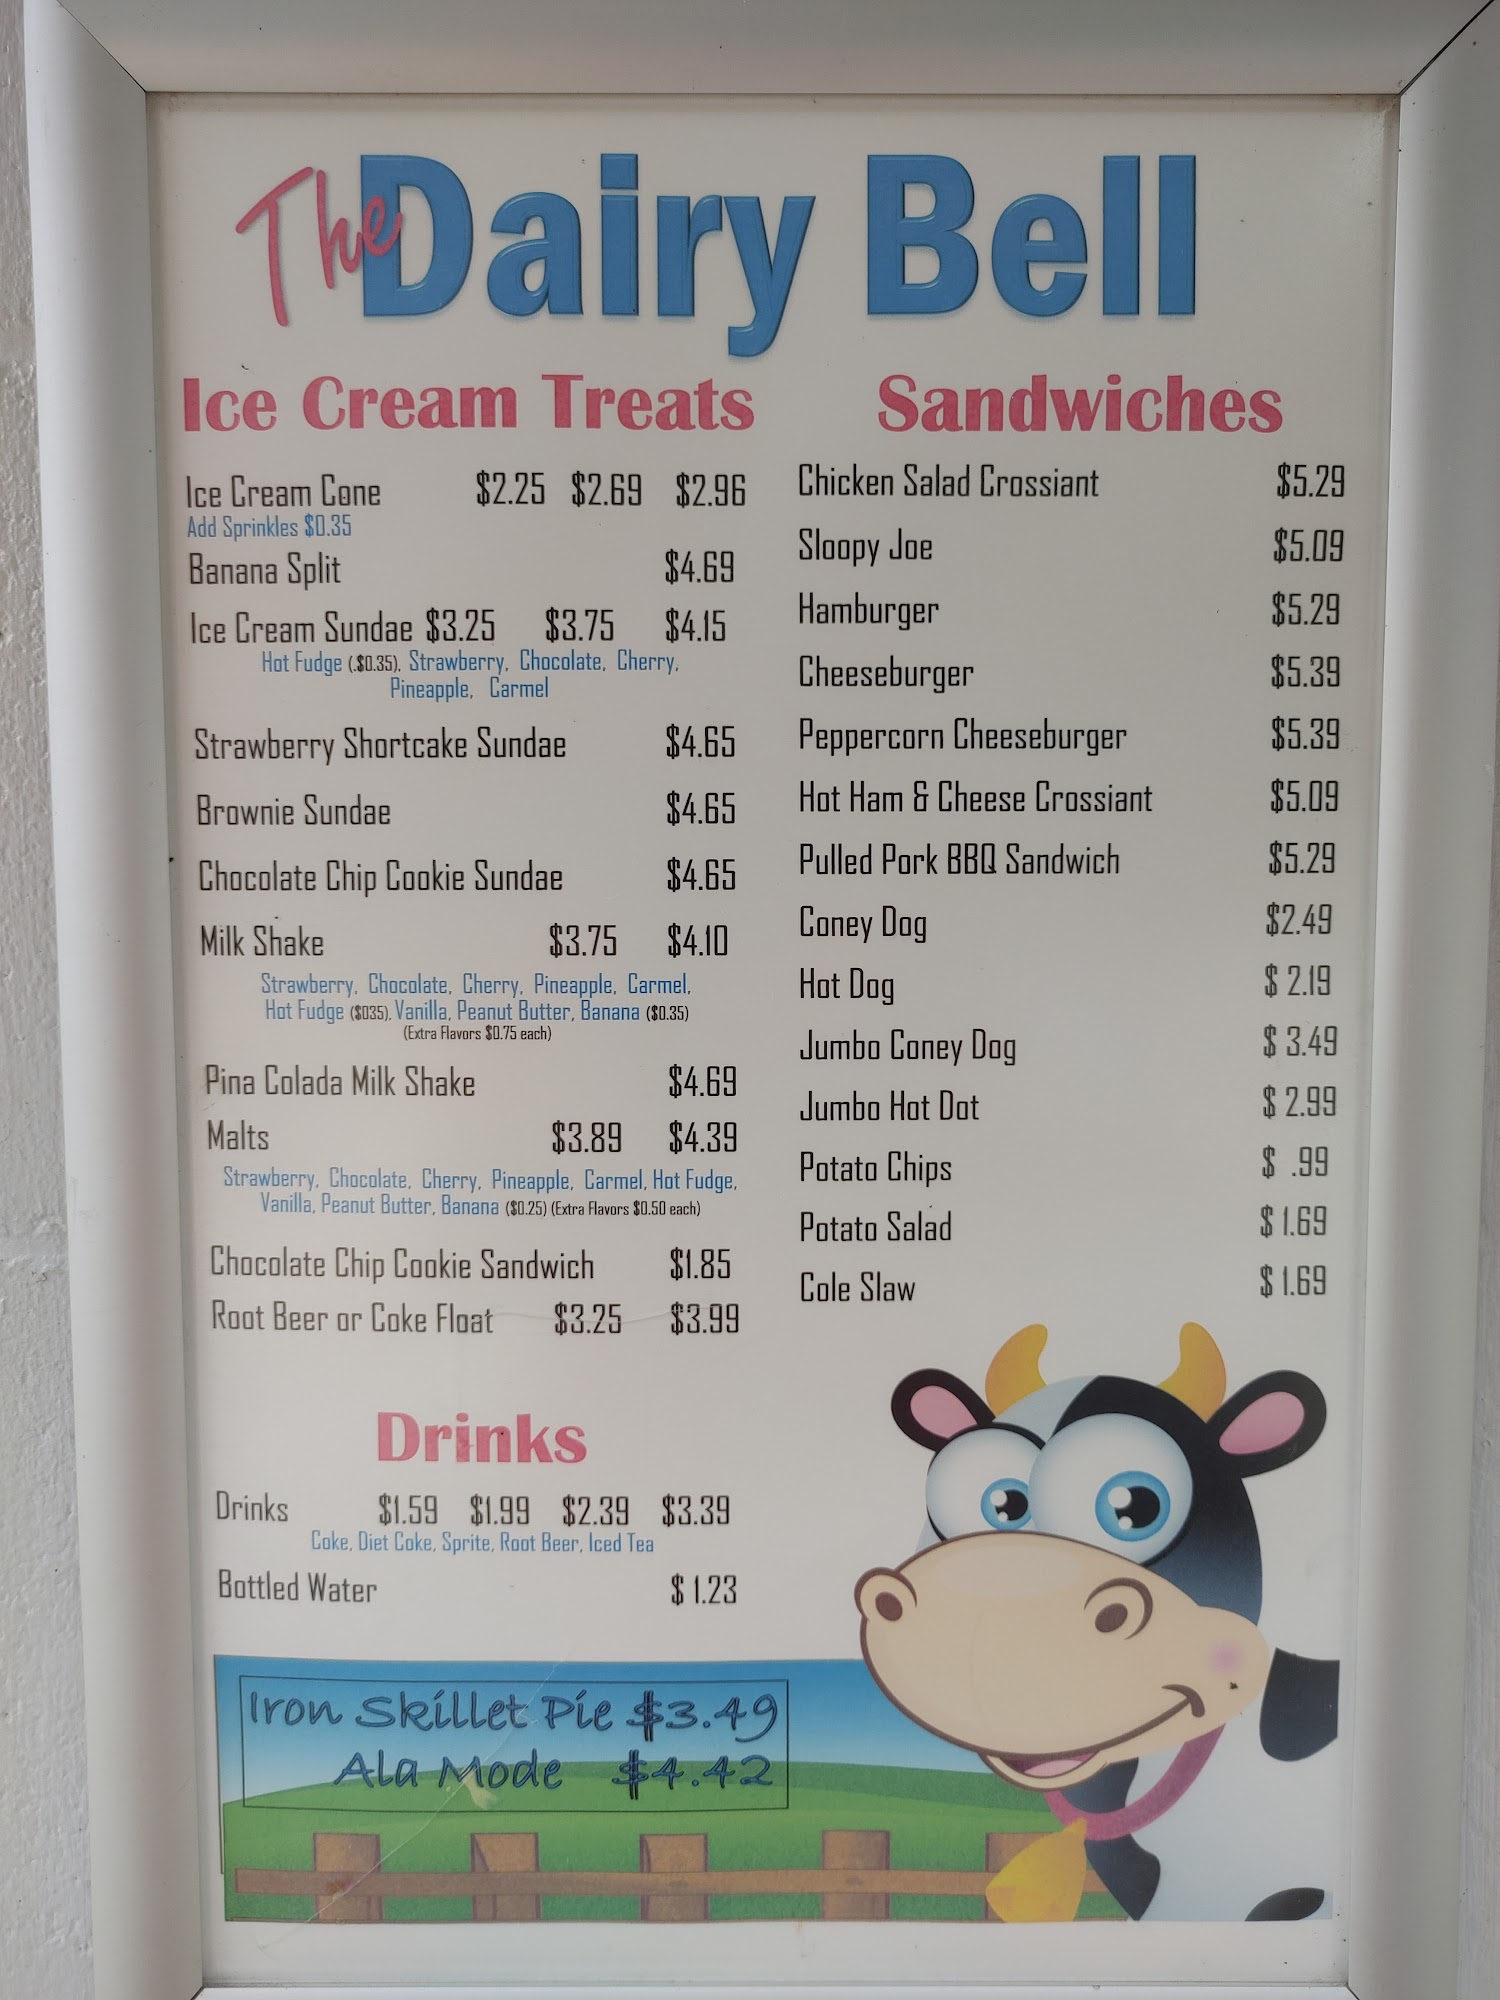 The Dairy Bell
Ice Cream Treats
Ice Cream Cone $2.25 $2.69 $2.96
Add Sprinkles $0.35
Banana Split $4.69
Ice Cream Sundae $3.25 $3.75 $4.15
Hot Fudge (.$0.35), Strawberry, Chocolate, Cherry,
Pineapple, Carmel
Strawberry Shortcake Sundae $4.65
Brownie Sundae $4.65
Chocolate Chip Cookie Sundae $4.65
Milk Shake $3.75 $4.10
Strawberry, Chocolate, Cherry, Pineapple, Carmel,
Hot Fudge ($035), Vanilla, Peanut Butter, Banana ($0.35)
(Extra Flavors $0.75 each)
Pina Colada Milk Shake $4.69
Malts $3.89 $4.39
Strawberry, Chocolate, Cherry, Pineapple, Carmel, Hot Fudge,
Vanilla, Peanut Butter, Banana ($0.25) (Extra Flavors $0.50 each)
Chocolate Chip Cookie Sandwich $1.85
Root Beer or Coke Float $3.25 $3.99
Drinks
Drinks $1.59 $1.99 $2.39 $3.39
Coke, Diet Coke, Sprite, Root Beer, Iced Tea
Bottled Water $ 1.23
Iron Skillet Pie $3.49
Ala Mode $4.42
Sandwiches
Chicken Salad Crossiant $5.29
Sloopy Joe $5.09
Hamburger $5.29
Cheeseburger $5.39
Peppercorn Cheeseburger $5.39
Hot Ham & Cheese Crossiant $5.09
Pulled Pork BBQ Sandwich $5.29
Coney Dog $2.49
Hot Dog $ 2.19
Jumbo Coney Dog $ 3.49
Jumbo Hot Dot $ 2.99
Potato Chips $ .99
Potato Salad $ 1.69
Cole Slaw $ 1.69